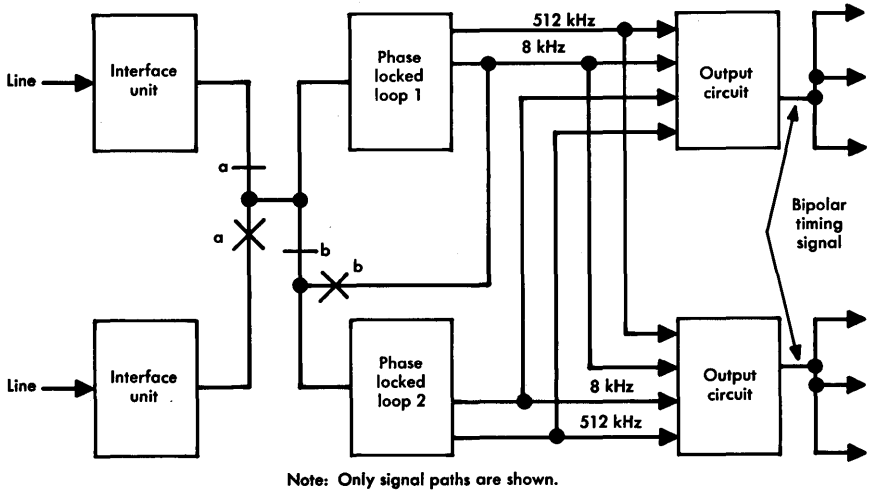 512 kHz
8 kHz
Line
Interface
unit
Phase
locked
loop 1
Output
circuit
a
a
b
b
Bipolar
timing
signal
Line
Interface
unit
Phase
locked
loop 2
8 kHz
512 kHz
Output
circuit
Note: Only signal paths are shown.